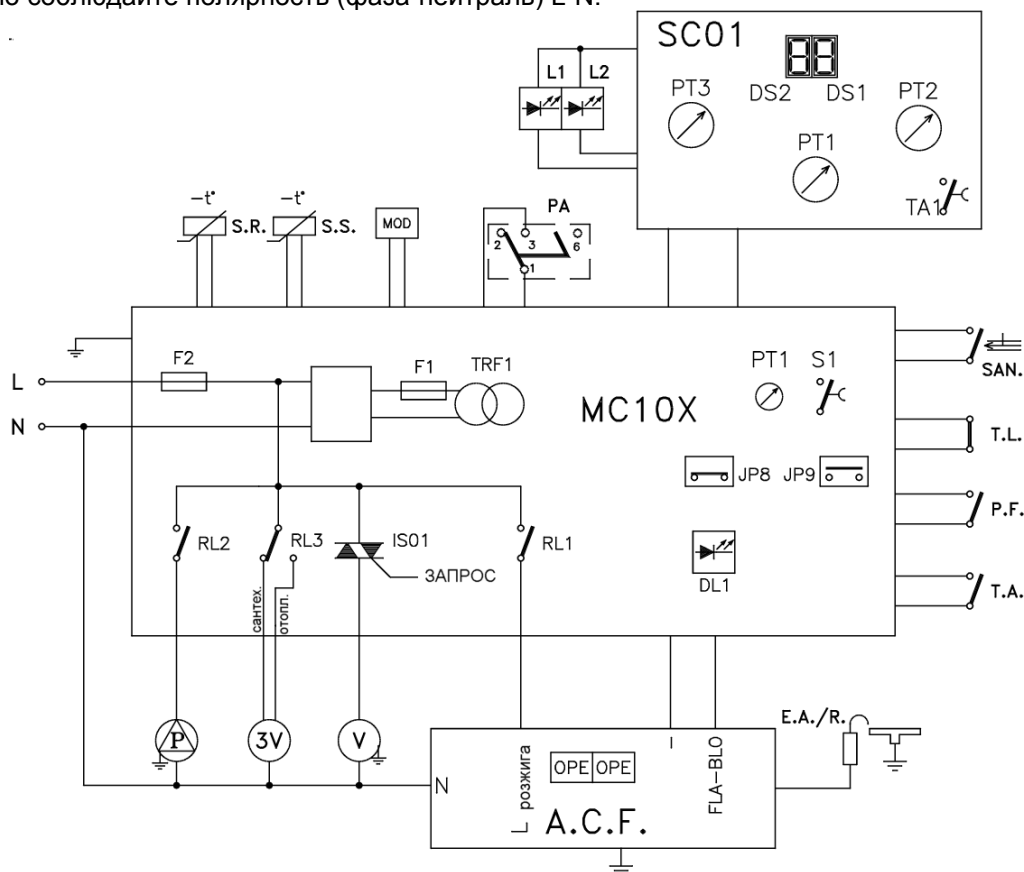 соблюдайте полярность (фаза-нейтраль) L-N.
SC01
L1 L2
PT3
DS2 DS1
PT2
PT1
TA1
-t°
S.R.
-t°
S.S.
MOD
PA
2 3 6
1
F2
F1
TRF1
PT1 S1
SAN.
L
N
MC10X
T.L.
JP8 JP9
P.F.
RL2
RL3
IS01
RL1
ЗАПРОС
DL1
T.A.
сантех.
отопл.
P
3V
V
E.A./R.
N
L розжига
OPE OPE
I
FLA-BLO
A.C.F.